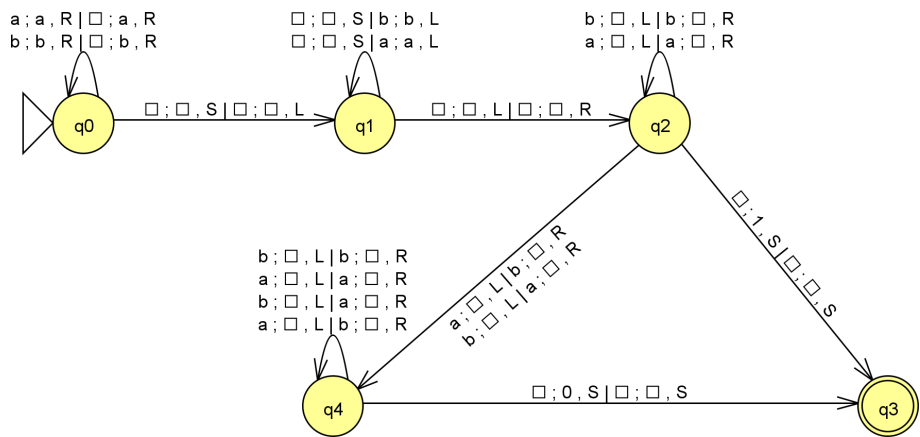 a ; a , R | □ ; a , R
b ; b , R | □ ; b , R
□ ; □ , S | b ; b , L
□ ; □ , S | a ; a , L
b ; □ , L | b ; □ , R
a ; □ , L | a ; □ , R
q0
□ ; □ , S | □ ; □ , L
q1
□ ; □ , L | □ ; □ , R
q2
□ ; 1 , S | □ ; □ , S
a ; □ , L | b ; □ , R
b ; □ , L | a ; □ , R
b ; □ , L | b ; □ , R
a ; □ , L | a ; □ , R
b ; □ , L | a ; □ , R
a ; □ , L | b ; □ , R
q4
□ ; 0 , S | □ ; □ , S
q3